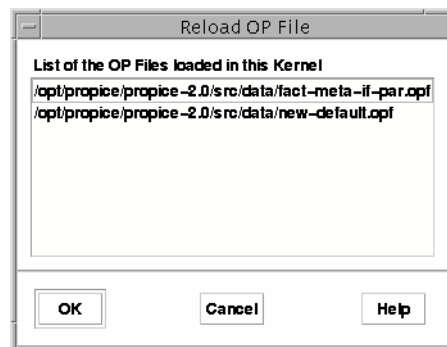 Reload OP File
List of the OP Files loaded in this Kernel
/opt/propice/propice-2.0/src/data/fact-meta-if-par.opf
/opt/propice/propice-2.0/src/data/new-default.opf
OK Cancel Help